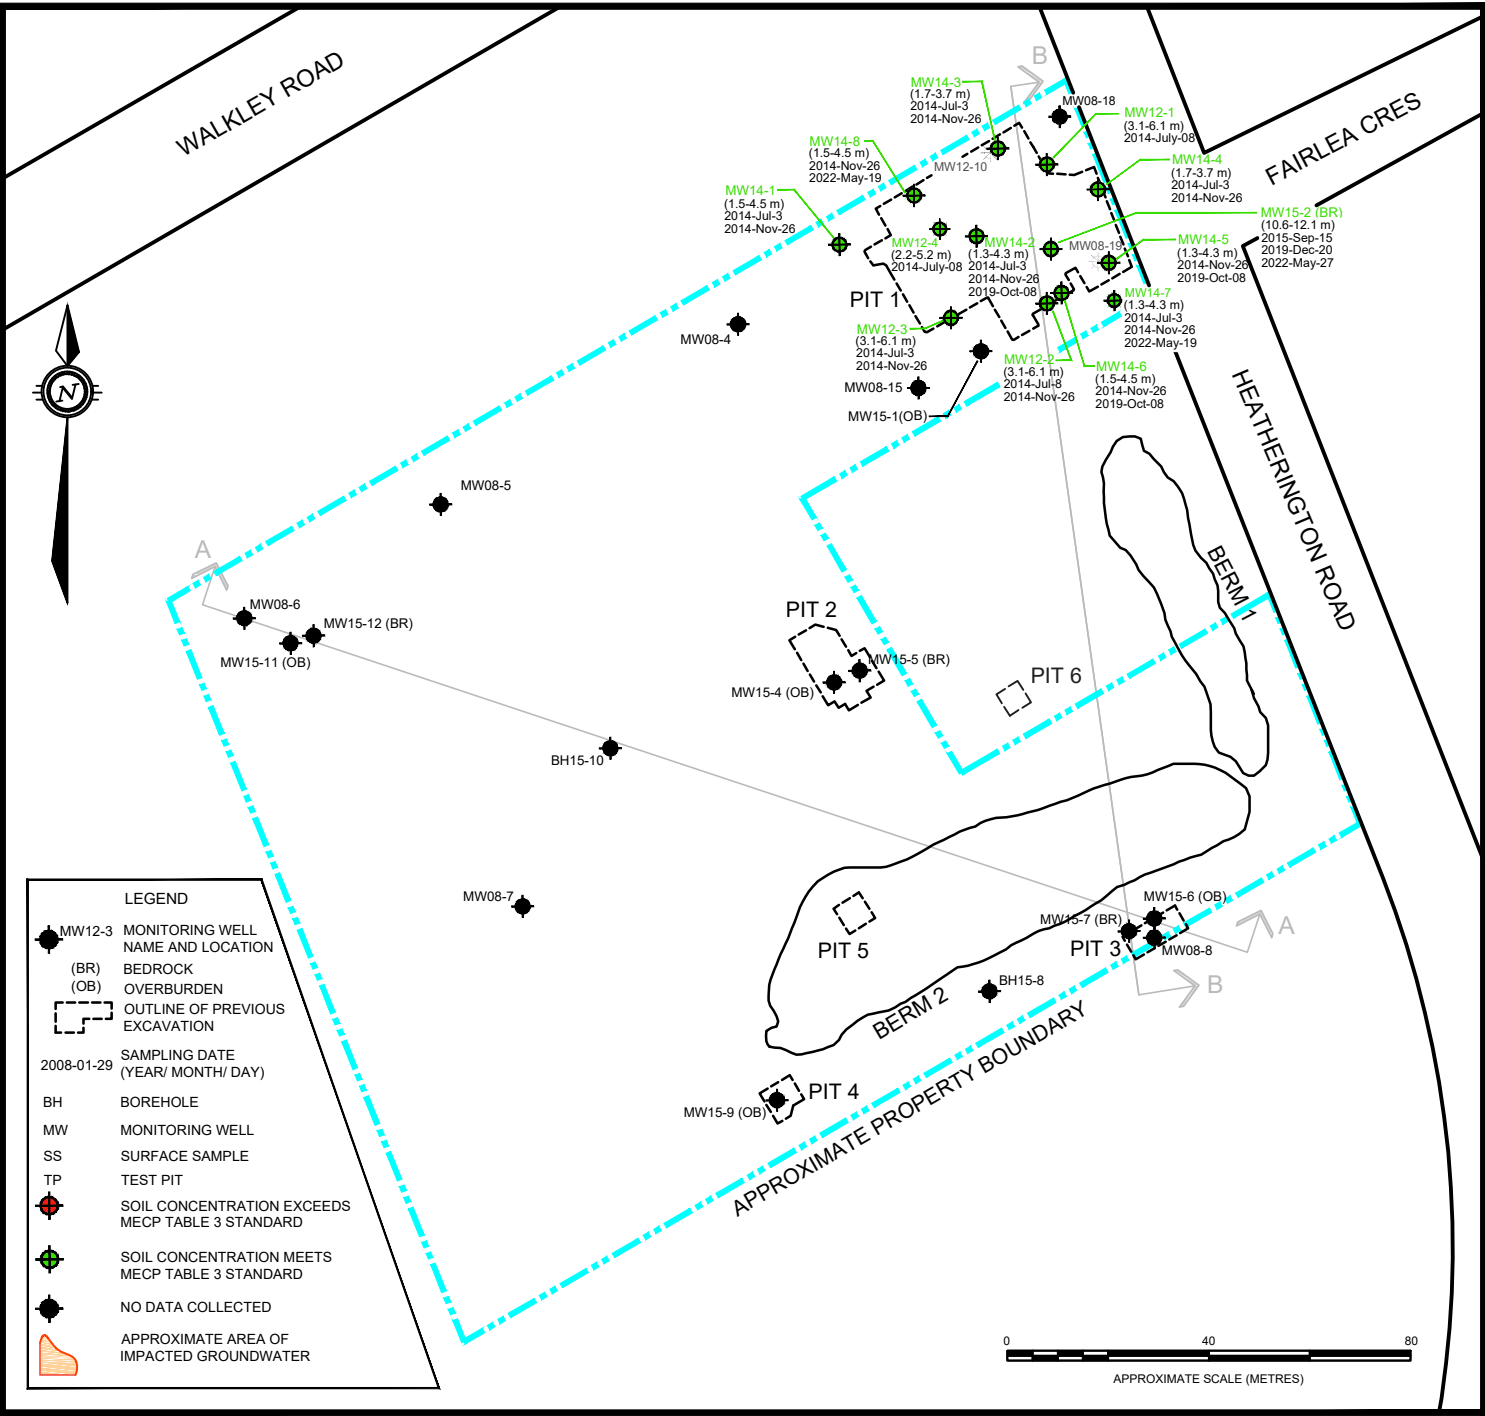 WALKLEY ROAD
B
MW14-3
(1.7-3.7 m)
2014-Jul-3
2014-Nov-26
MW08-18
MW12-1
(3.1-6.1 m)
2014-July-08
FAIRLEA CRES
MW14-8
(1.5-4.5 m)
2014-Nov-26
2022-May-19
MW12-10
MW14-4
(1.7-3.7 m)
2014-Jul-3
2014-Nov-26
MW14-1
(1.5-4.5 m)
2014-Jul-3
2014-Nov-26
MW15-2 (BR)
(10.6-12.1 m)
2015-Sep-15
2019-Dec-20
2022-May-27
MW12-4
(2.2-5.2 m)
2014-July-08
MW14-2
(1.3-4.3 m)
2014-Jul-3
2014-Nov-26
2019-Oct-08
MW08-19
MW14-5
(1.3-4.3 m)
2014-Nov-26
2019-Oct-08
PIT 1
MW14-7
(1.3-4.3 m)
2014-Jul-3
2014-Nov-26
2022-May-19
MW12-3
(3.1-6.1 m)
2014-Jul-3
2014-Nov-26
MW08-4
MW12-2
(3.1-6.1 m)
2014-Jul-8
2014-Nov-26
MW14-6
(1.5-4.5 m)
2014-Nov-26
2019-Oct-08
MW08-15
MW15-1(OB)
N
HEATHERINGTON ROAD
MW08-5
A
BERM 1
MW08-6
MW15-12 (BR)
MW15-11 (OB)
PIT 2
MW15-5 (BR)
MW15-4 (OB)
PIT 6
BH15-10
MW08-7
MW15-6 (OB)
MW15-7 (BR)
PIT 3
MW08-8
A
PIT 5
BH15-8
B
BERM 2
APPROXIMATE PROPERTY BOUNDARY
PIT 4
MW15-9 (OB)
LEGEND
MW12-3 MONITORING WELL
NAME AND LOCATION
(BR) BEDROCK
(OB) OVERBURDEN
OUTLINE OF PREVIOUS
EXCAVATION
2008-01-29 SAMPLING DATE
(YEAR/ MONTH/ DAY)
BH BOREHOLE
MW MONITORING WELL
SS SURFACE SAMPLE
TP TEST PIT
SOIL CONCENTRATION EXCEEDS
MECP TABLE 3 STANDARD
SOIL CONCENTRATION MEETS
MECP TABLE 3 STANDARD
NO DATA COLLECTED
APPROXIMATE AREA OF
IMPACTED GROUNDWATER
0 40 80
APPROXIMATE SCALE (METRES)